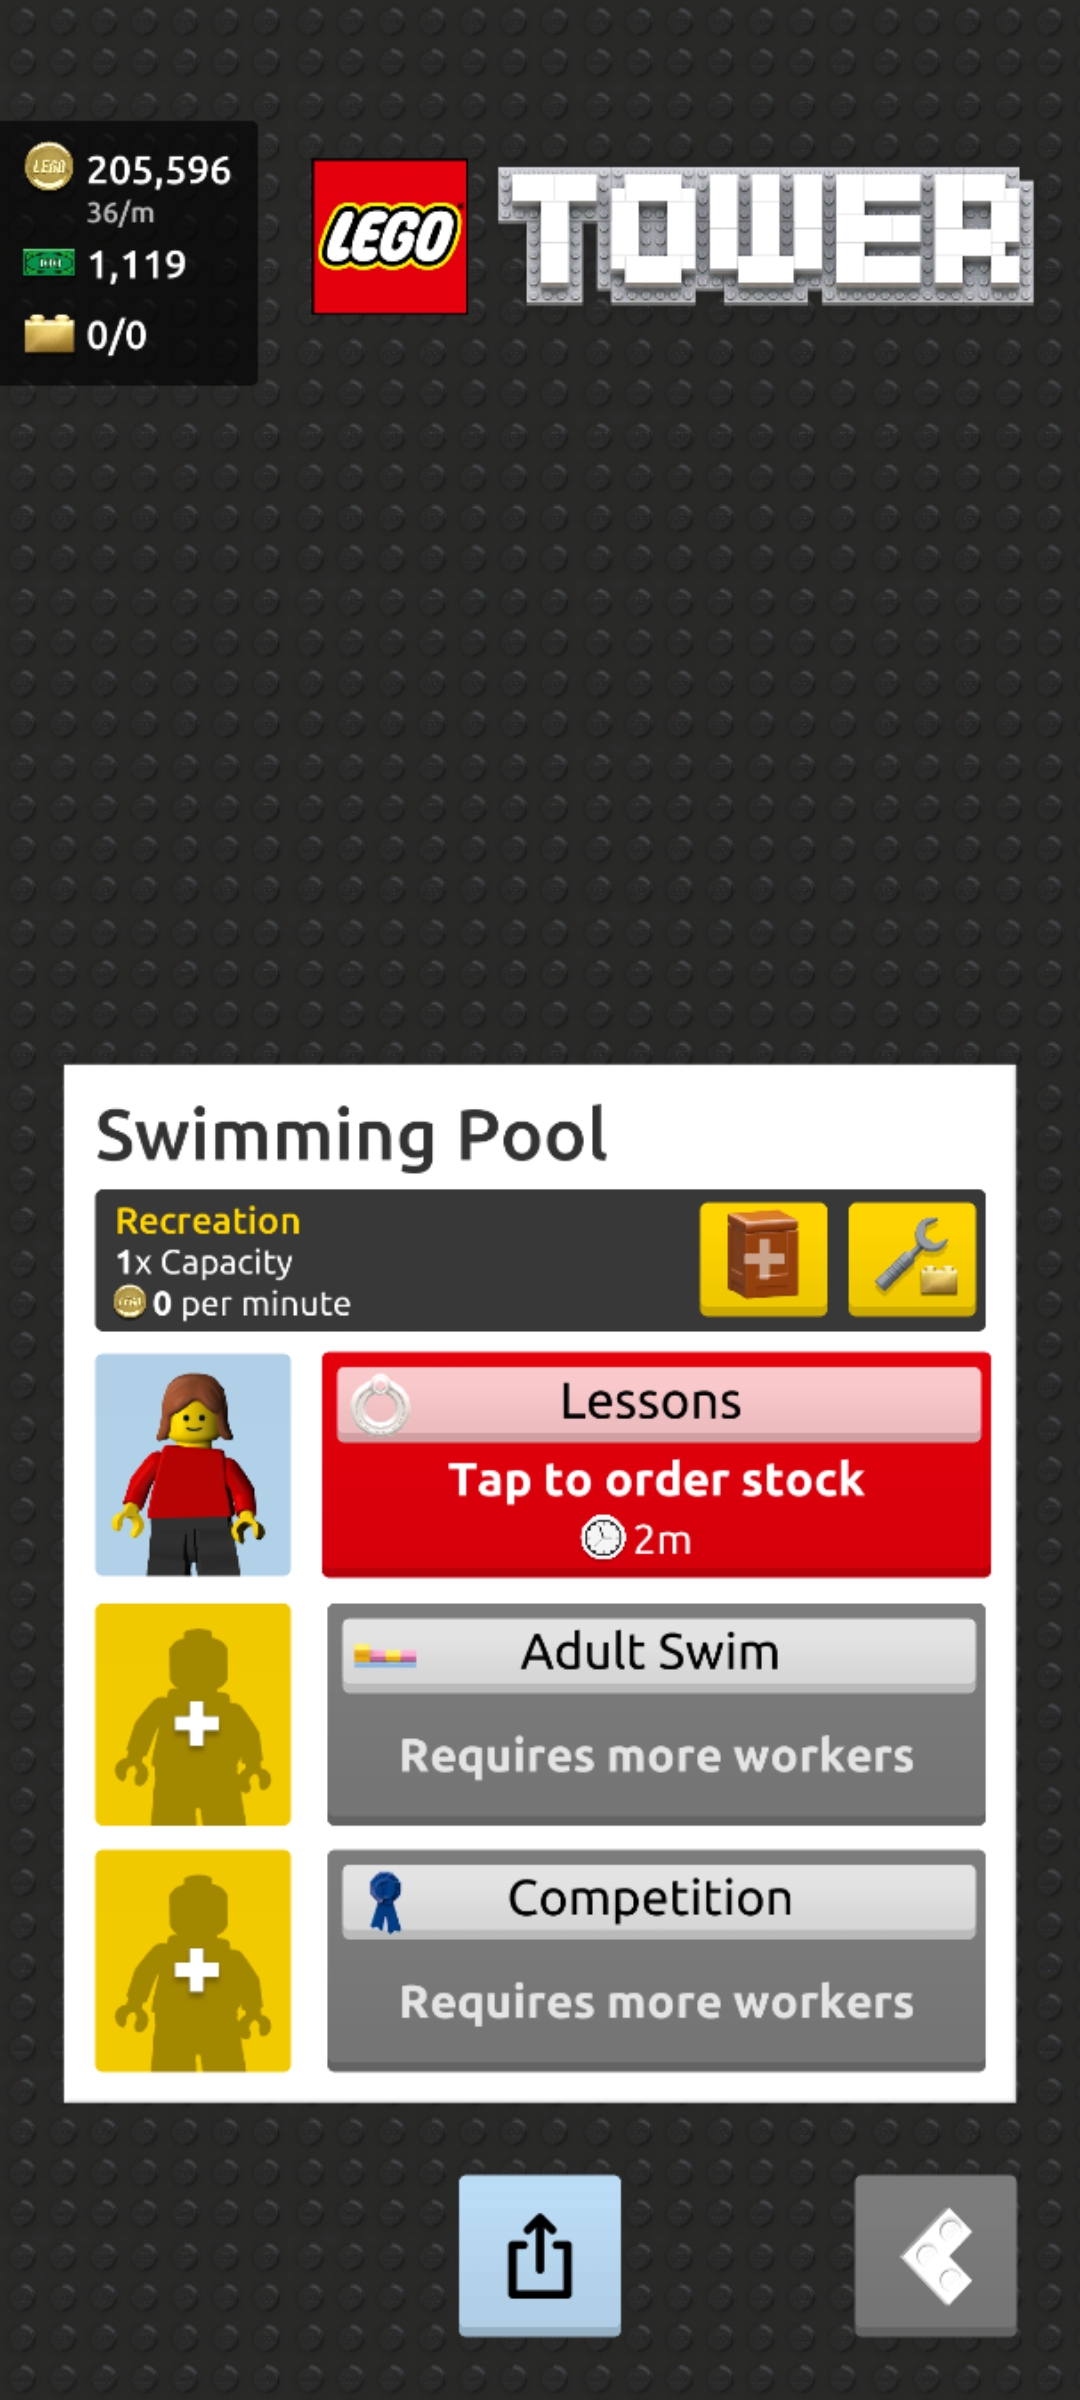 LEGO
205,596
36/m
1,119
0/0
LEGO TOWER
Swimming Pool
Recreation
1x Capacity
0 per minute
Lessons
Tap to order stock
2m
Adult Swim
Requires more workers
Competition
Requires more workers